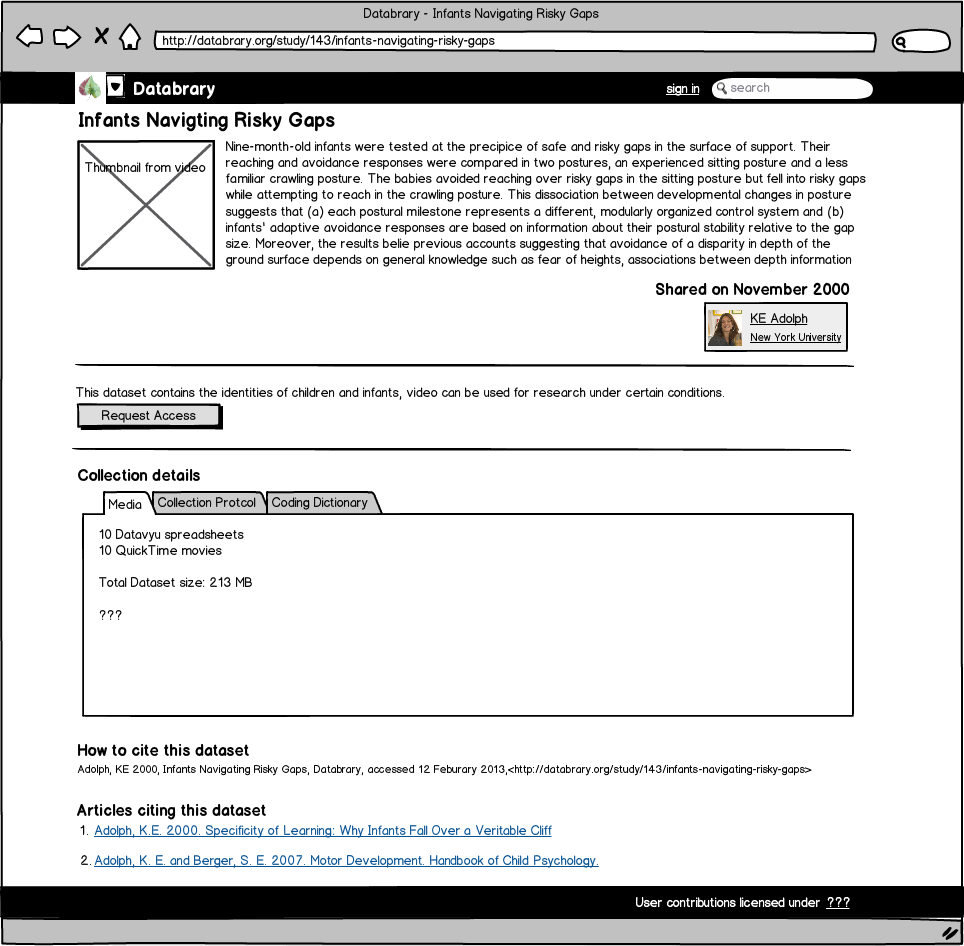 Databrary - Infants Navigating Risky Gaps
http://databrary.org/study/143/infants-navigating-risky-gaps
Databrary
sign in
search
Infants Navigting Risky Gaps
Thumbnail from video
Nine-month-old infants were tested at the precipice of safe and risky gaps in the surface of support. Their
reaching and avoidance responses were compared in two postures, an experienced sitting posture and a less
familiar crawling posture. The babies avoided reaching over risky gaps in the sitting posture but fell into risky gaps
while attempting to reach in the crawling posture. This dissociation between developmental changes in posture
suggests that (a) each postural milestone represents a different, modularly organized control system and (b)
infants' adaptive avoidance responses are based on information about their postural stability relative to the gap
size. Moreover, the results belie previous accounts suggesting that avoidance of a disparity in depth of the
ground surface depends on general knowledge such as fear of heights, associations between depth information
Shared on November 2000
KE Adolph
New York University
This dataset contains the identities of children and infants, video can be used for research under certain conditions.
Request Access
Collection details
Media
Collection Protcol
Coding Dictionary
10 Datavyu spreadsheets
10 QuickTime movies
Total Dataset size: 213 MB
???
How to cite this dataset
Adolph, KE 2000, Infants Navigating Risky Gaps, Databrary, accessed 12 Feburary 2013,<http://databrary.org/study/143/infants-navigating-risky-gaps>
Articles citing this dataset
1. Adolph, K.E. 2000. Specificity of Learning: Why Infants Fall Over a Veritable Cliff
2. Adolph, K. E. and Berger, S. E. 2007. Motor Development. Handbook of Child Psychology.
User contributions licensed under ???